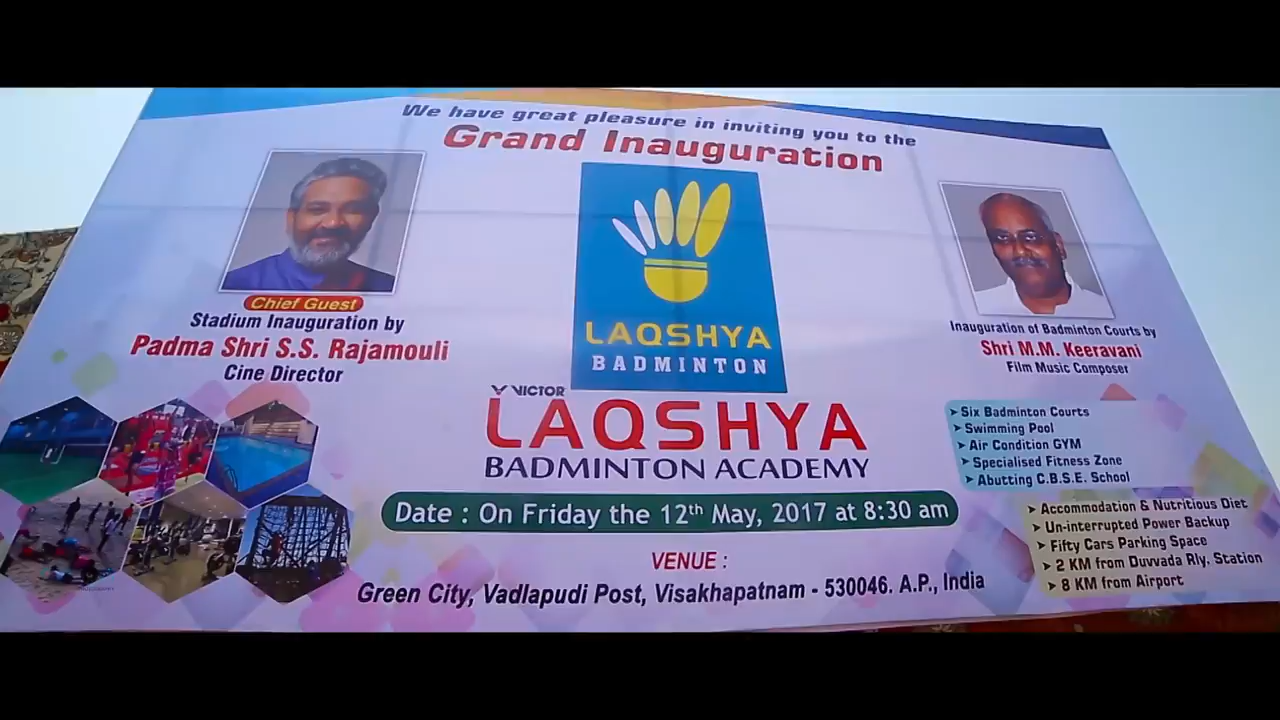 We have great pleasure in inviting you to the
Grand Inauguration
Chief Guest
Stadium Inauguration by
Padma Shri S.S. Rajamouli
Cine Director
LAQSHYA
BADMINTON
Inauguration of Badminton Courts by
Shri M.M. Keeravani
Film Music Composer
VICTOR
LAQSHYA
BADMINTON ACADEMY
Date : On Friday the 12th May, 2017 at 8:30 am
VENUE :
Green City, Vadlapudi Post, Visakhapatnam - 530046. A.P., India
➤ Six Badminton Courts
➤ Swimming Pool
➤ Air Condition GYM
➤ Specialised Fitness Zone
➤ Abutting C.B.S.E. School
➤ Accommodation & Nutritious Diet
➤ Un-interrupted Power Backup
➤ Fifty Cars Parking Space
➤ 2 KM from Duvvada Rly. Station
➤ 8 KM from Airport